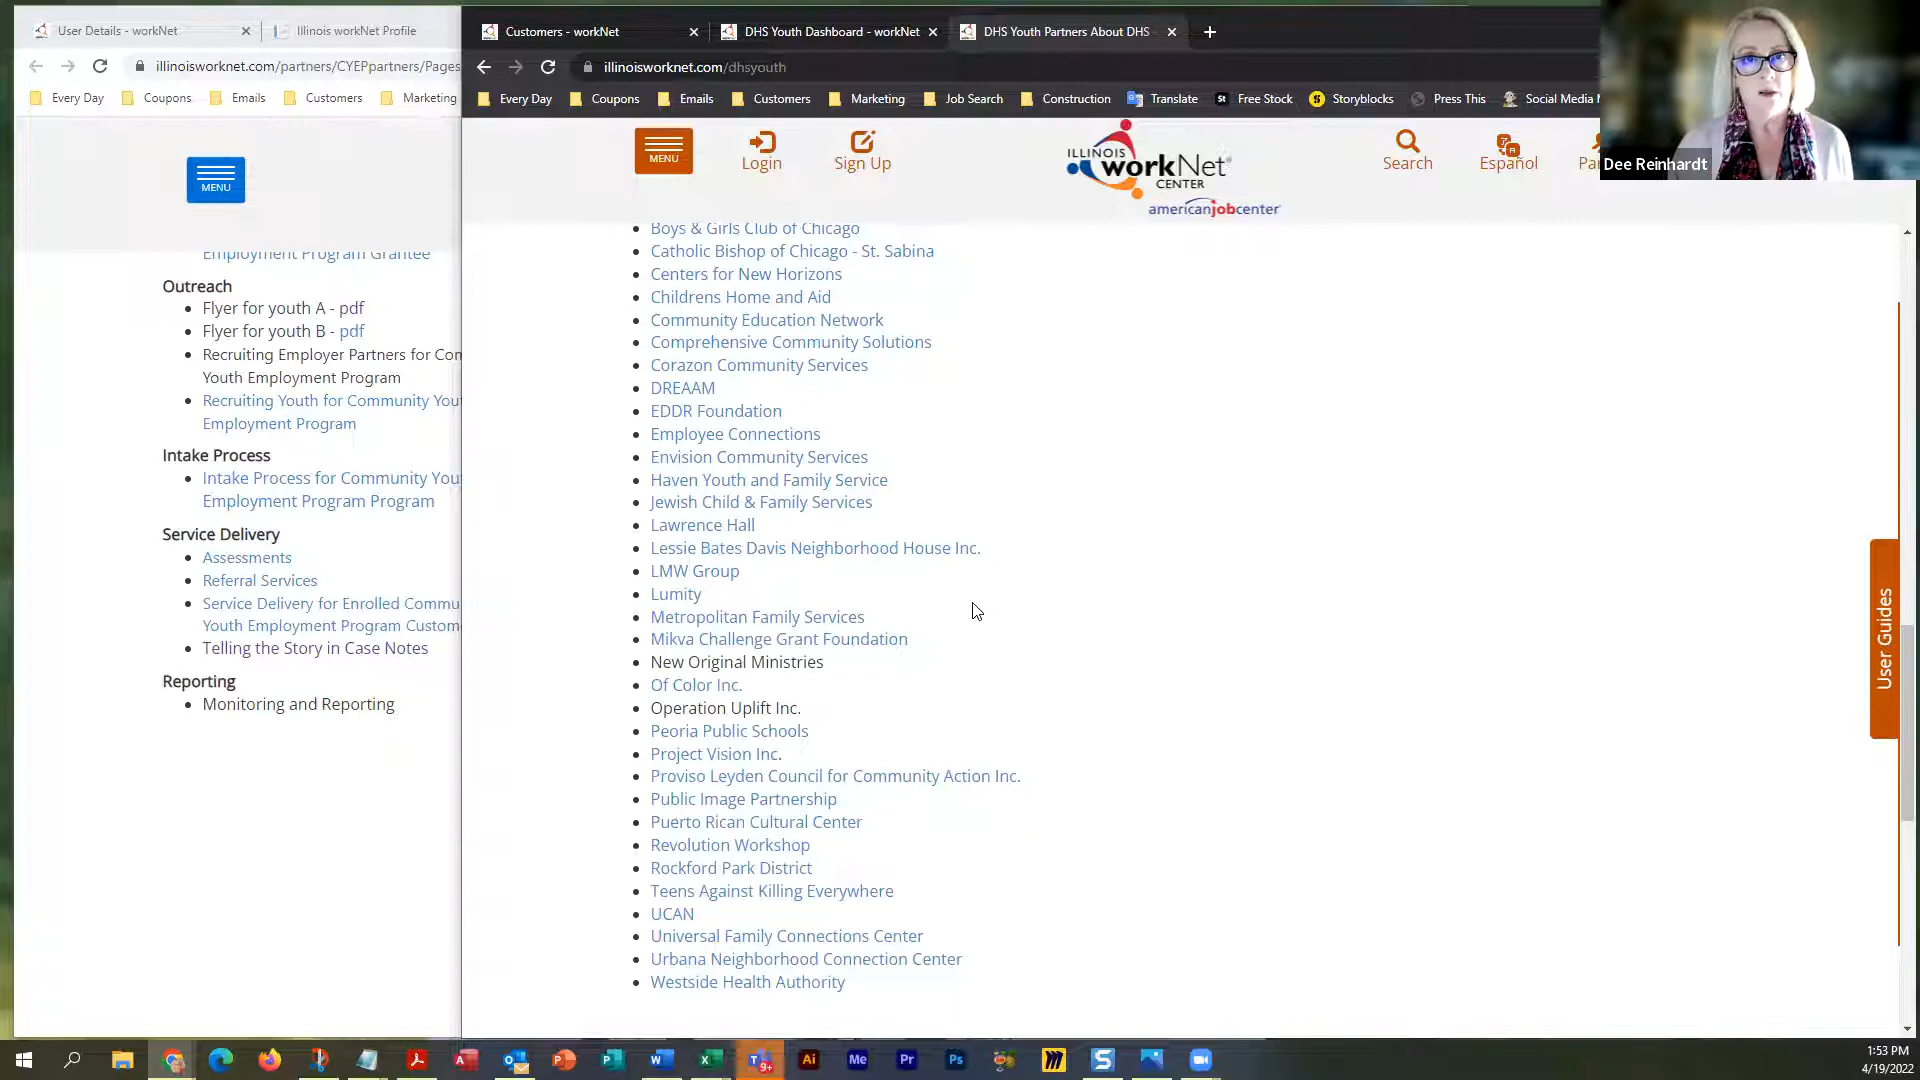 User Details - workNet
Illinois workNet Profile
illinoisworknet.com/partners/CYEPpartners/Pages
Every Day
Coupons
Emails
Customers
Marketing
MENU
Employment Program Grantee
Outreach
Flyer for youth A - pdf
Flyer for youth B - pdf
Recruiting Employer Partners for Com
Youth Employment Program
Recruiting Youth for Community You
Employment Program
Intake Process
Intake Process for Community You
Employment Program Program
Service Delivery
Assessments
Referral Services
Service Delivery for Enrolled Commu
Youth Employment Program Custom
Telling the Story in Case Notes
Reporting
Monitoring and Reporting
Customers - workNet
DHS Youth Dashboard - workNet
DHS Youth Partners About DHS
illinoisworknet.com/dhsyouth
Every Day
Coupons
Emails
Customers
Marketing
Job Search
Construction
Translate
St Free Stock
Storyblocks
Press This
Social Media
MENU
Login
Sign Up
ILLINOIS
workNet
CENTER
americanjobcenter
Search
Español
Dee Reinhardt
Boys & Girls Club of Chicago
Catholic Bishop of Chicago - St. Sabina
Centers for New Horizons
Childrens Home and Aid
Community Education Network
Comprehensive Community Solutions
Corazon Community Services
DREAAM
EDDR Foundation
Employee Connections
Envision Community Services
Haven Youth and Family Service
Jewish Child & Family Services
Lawrence Hall
Lessie Bates Davis Neighborhood House Inc.
LMW Group
Lumity
Metropolitan Family Services
Mikva Challenge Grant Foundation
New Original Ministries
Of Color Inc.
Operation Uplift Inc.
Peoria Public Schools
Project Vision Inc.
Proviso Leyden Council for Community Action Inc.
Public Image Partnership
Puerto Rican Cultural Center
Revolution Workshop
Rockford Park District
Teens Against Killing Everywhere
UCAN
Universal Family Connections Center
Urbana Neighborhood Connection Center
Westside Health Authority
User Guides
Ai
Me
Pr
Ps
9+
1:53 PM
4/19/2022